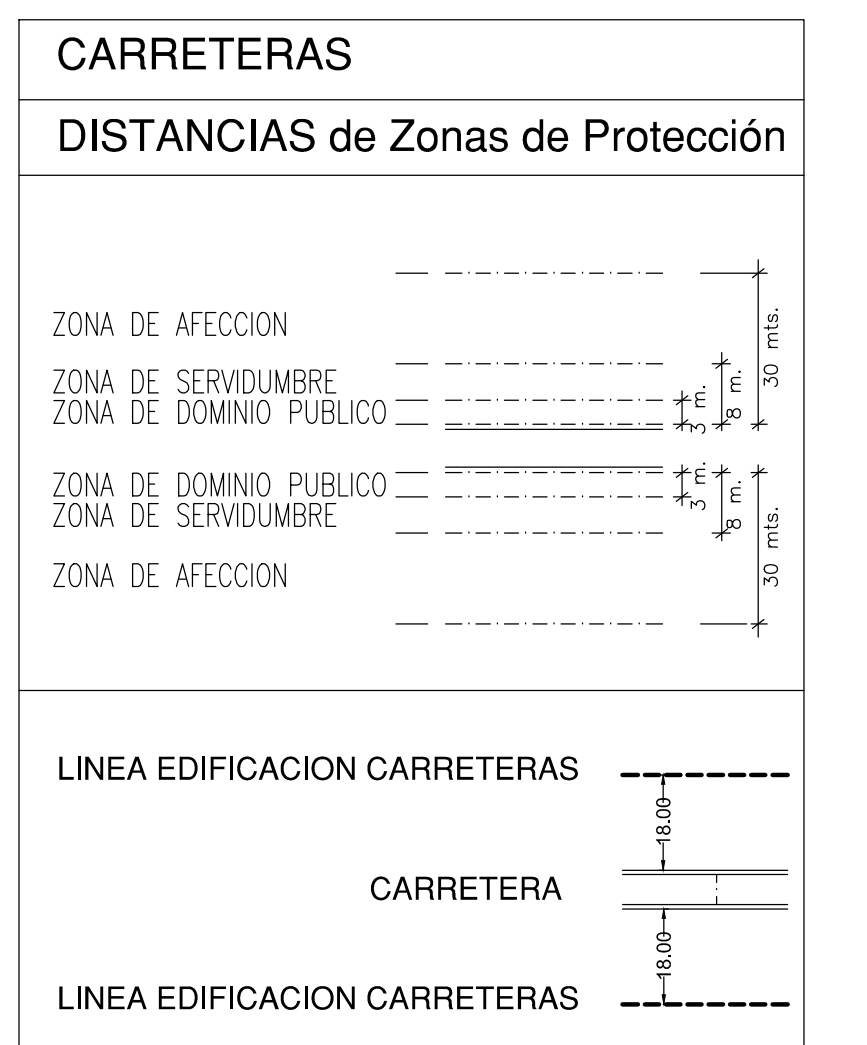 CARRETERAS
DISTANCIAS de Zonas de Protección
ZONA DE AFECCION
ZONA DE SERVIDUMBRE
ZONA DE DOMINIO PUBLICO
3 m.
8 m.
30 mts.
ZONA DE DOMINIO PUBLICO
ZONA DE SERVIDUMBRE
ZONA DE AFECCION
3 m.
8 m.
30 mts.
LINEA EDIFICACION CARRETERAS
18.00
CARRETERA
18.00
LINEA EDIFICACION CARRETERAS